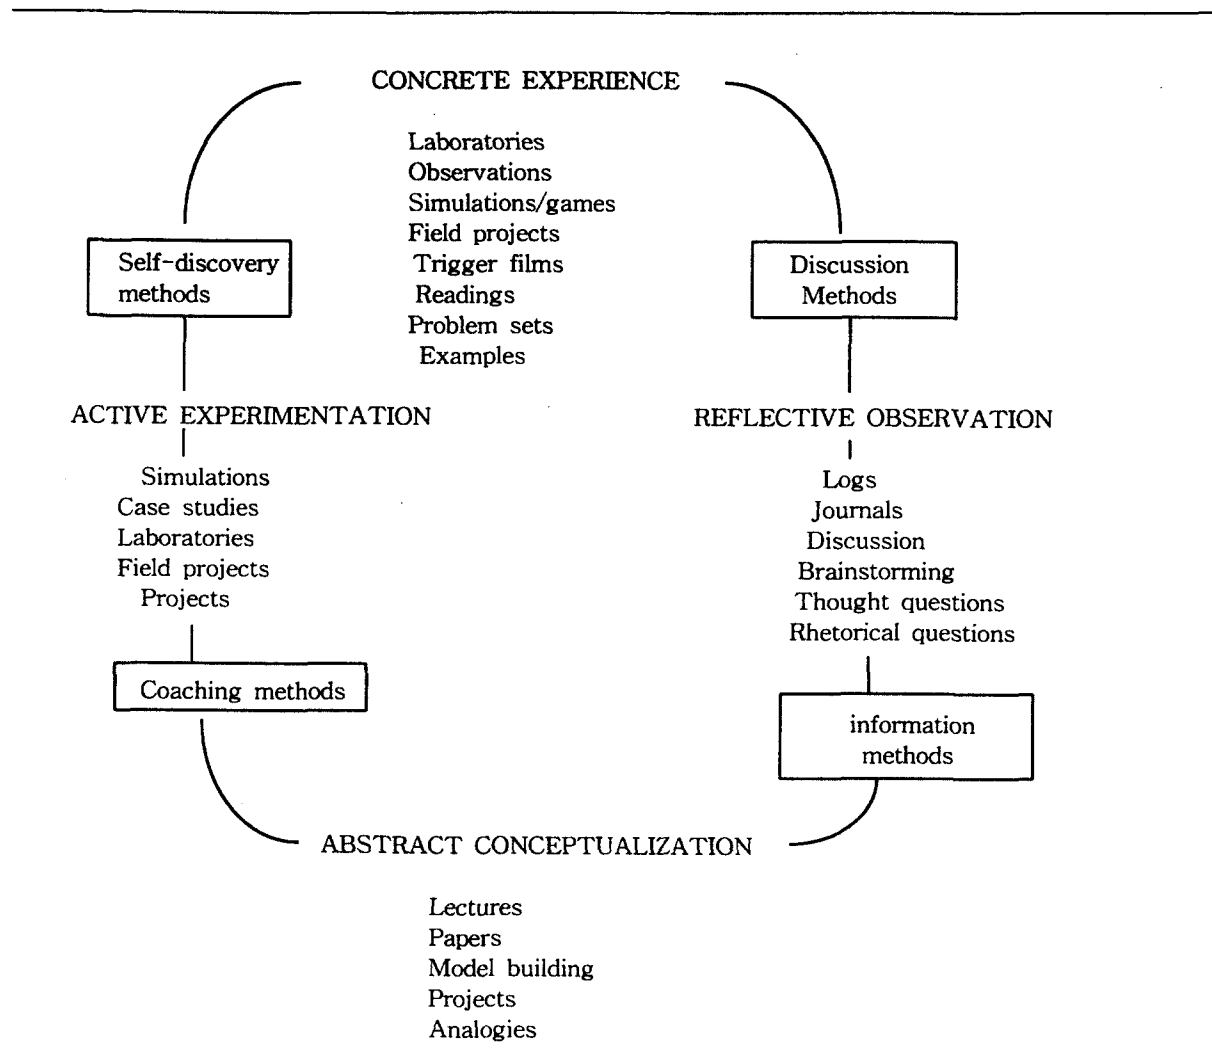 CONCRETE EXPERIENCE
Laboratories
Observations
Simulations/games
Field projects
Trigger films
Readings
Problem sets
Examples
Self-discovery
methods
Discussion
Methods
ACTIVE EXPERIMENTATION
REFLECTIVE OBSERVATION
Simulations
Case studies
Laboratories
Field projects
Projects
Logs
Journals
Discussion
Brainstorming
Thought questions
Rhetorical questions
Coaching methods
information
methods
ABSTRACT CONCEPTUALIZATION
Lectures
Papers
Model building
Projects
Analogies